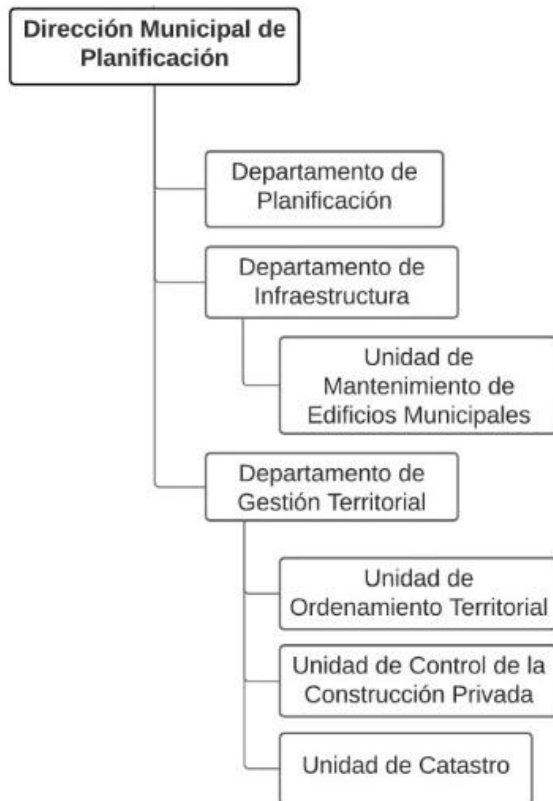 Dirección Municipal de
Planificación
Departamento de
Planificación
Departamento de
Infraestructura
Unidad de
Mantenimiento de
Edificios Municipales
Departamento de
Gestión Territorial
Unidad de
Ordenamiento Territorial
Unidad de Control de la
Construcción Privada
Unidad de Catastro